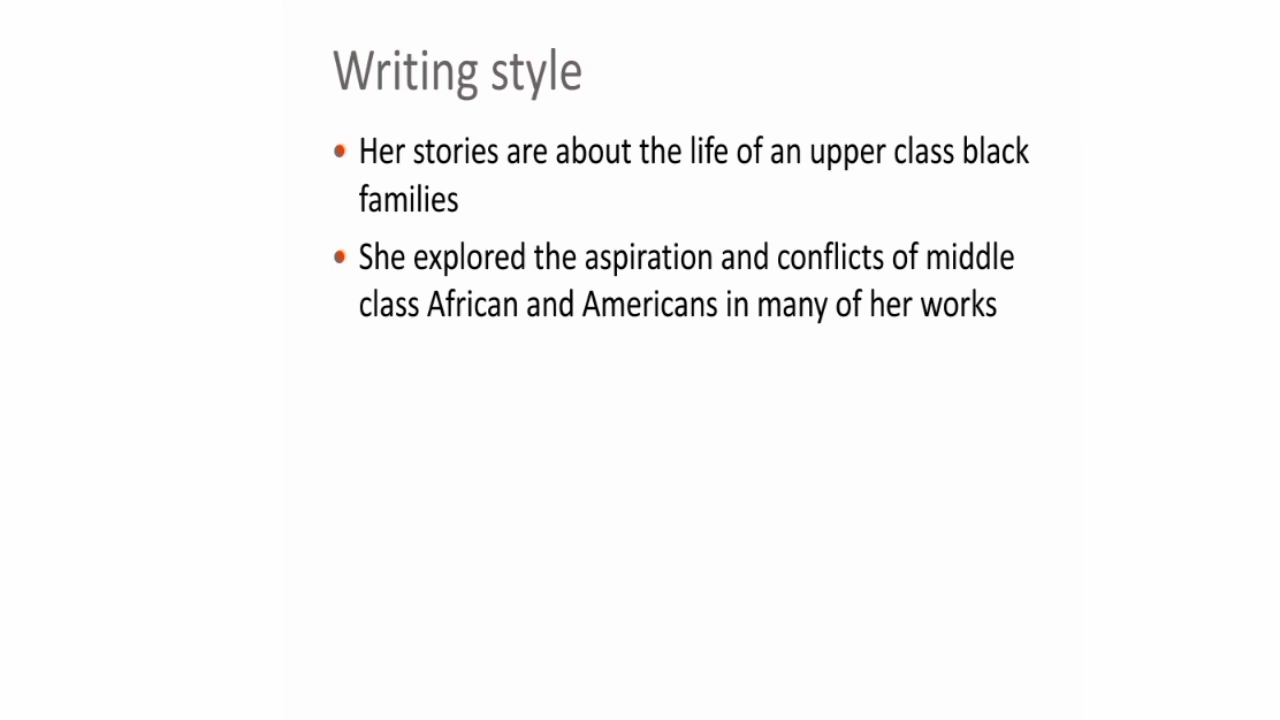 Writing style
• Her stories are about the life of an upper class black
families
• She explored the aspiration and conflicts of middle
class African and Americans in many of her works